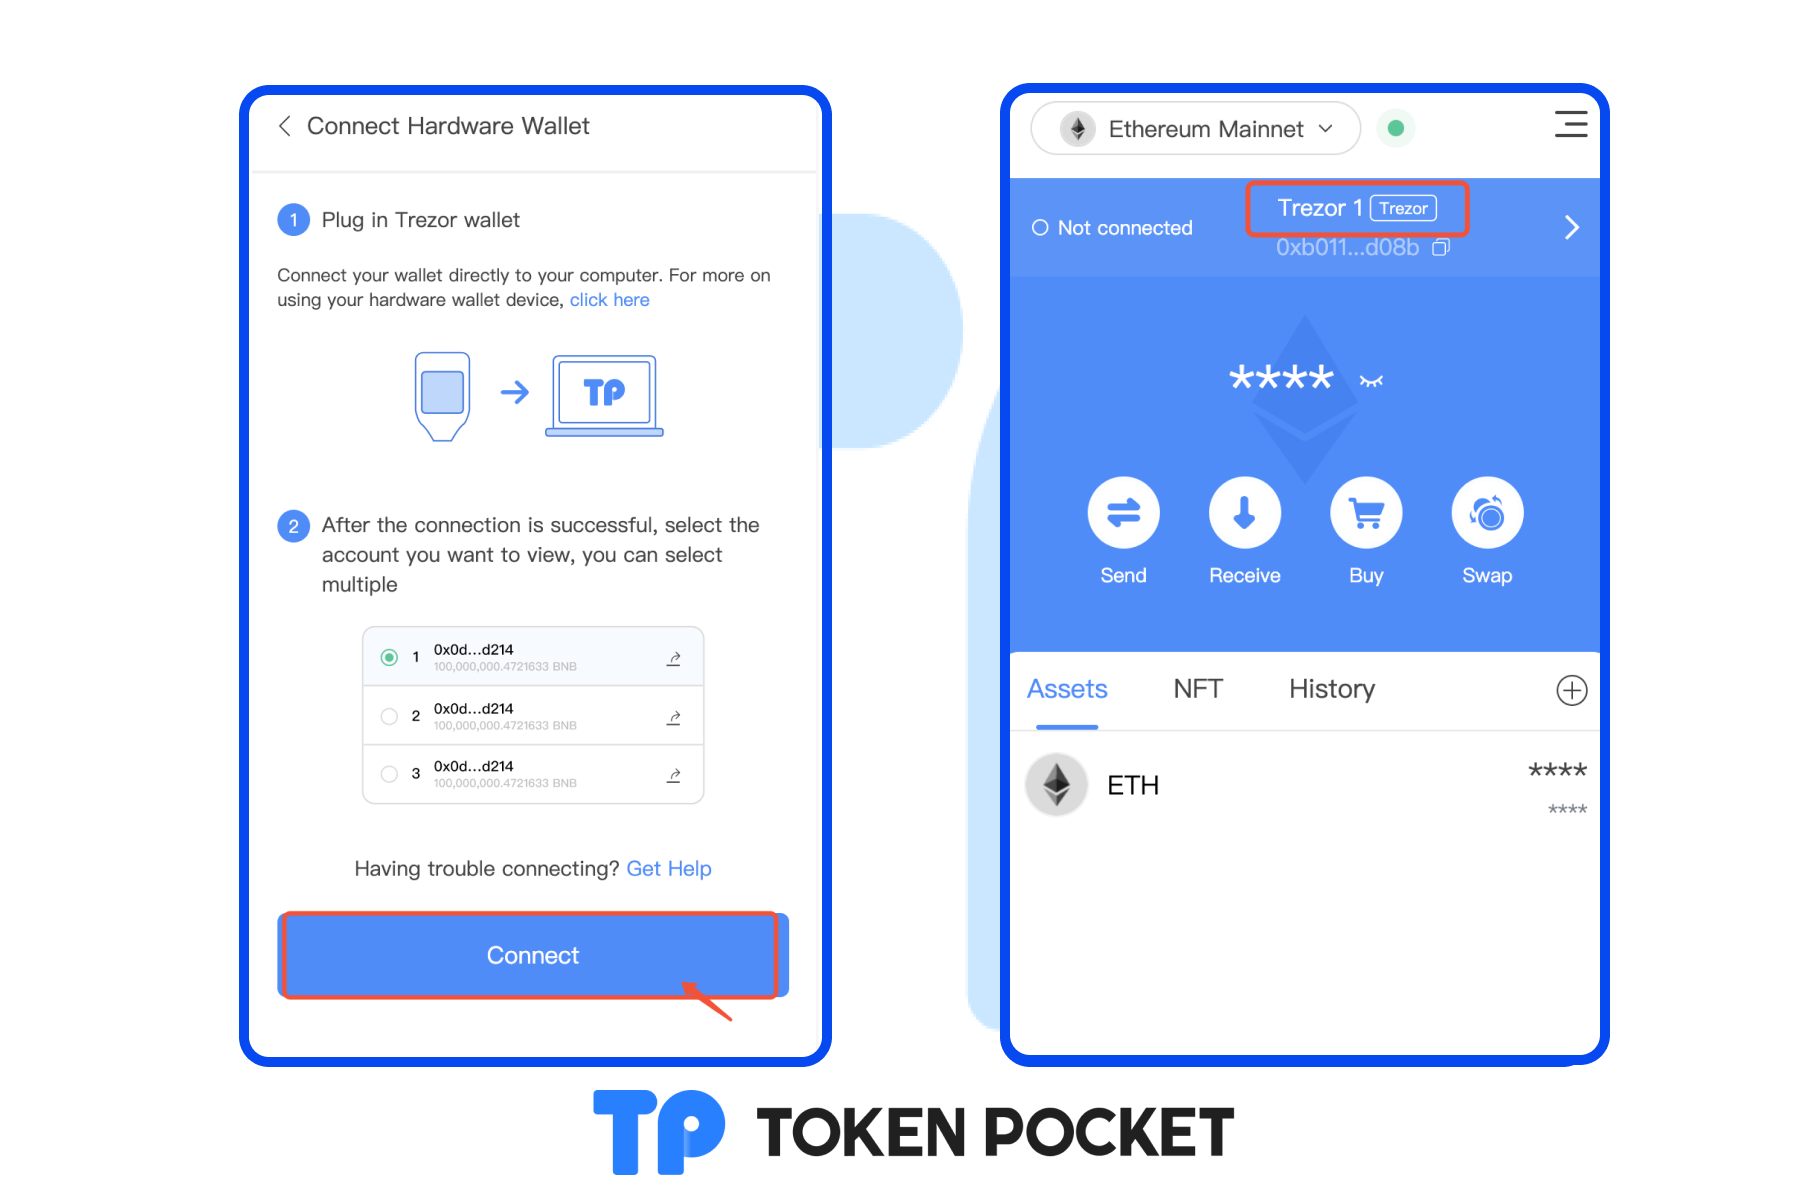 Connect Hardware Wallet
1 Plug in Trezor wallet
Connect your wallet directly to your computer. For more on
using your hardware wallet device, click here
TP
2 After the connection is successful, select the
account you want to view, you can select
multiple
1 0x0d...d214
100,000,000.4721633 BNB
2 0x0d...d214
100,000,000.4721633 BNB
3 0x0d...d214
100,000,000.4721633 BNB
Having trouble connecting? Get Help
Connect
Ethereum Mainnet
Trezor 1 Trezor
Not connected
0xb011...d08b
****
Send Receive Buy Swap
Assets NFT History
ETH ****
****
TP TOKEN POCKET